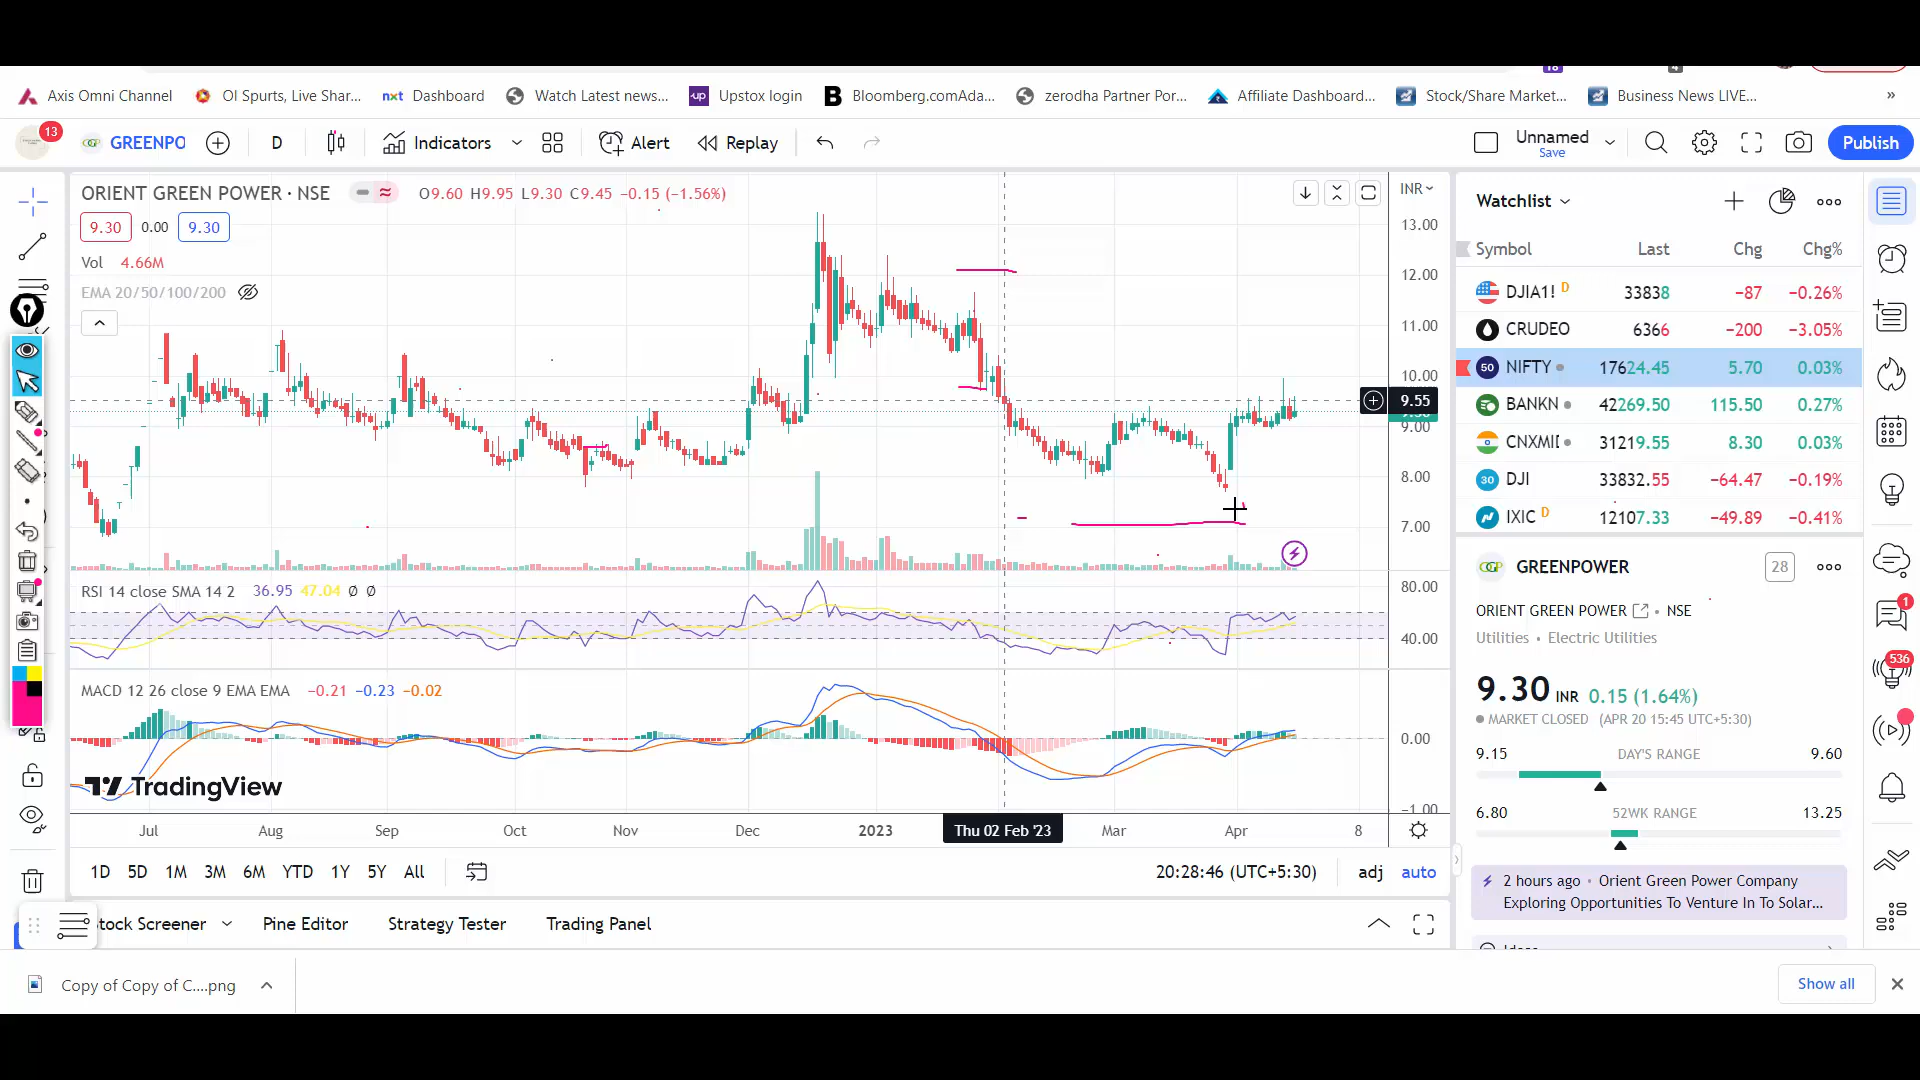 Axis Omni Channel
OI Spurts, Live Shar...
nxt Dashboard
Watch Latest news...
up Upstox login
B Bloomberg.comAda...
zerodha Partner Por...
Affiliate Dashboard...
Stock/Share Market...
Business News LIVE...
»
13
GREENPO
D
Indicators
Alert
Replay
Unnamed
Save
Publish
ORIENT GREEN POWER · NSE
O9.60 H9.95 L9.30 C9.45 −0.15 (−1.56%)
9.30 0.00 9.30
Vol 4.66M
EMA 20/50/100/200
INR
13.00
12.00
11.00
10.00
9.55
9.00
8.00
7.00
RSI 14 close SMA 14 2 36.95 47.04 Ø Ø
80.00
40.00
MACD 12 26 close 9 EMA EMA −0.21 −0.23 −0.02
0.00
−1.00
TradingView
Jul Aug Sep Oct Nov Dec 2023 Thu 02 Feb '23 Mar Apr 8
1D 5D 1M 3M 6M YTD 1Y 5Y All
20:28:46 (UTC+5:30) adj auto
tock Screener Pine Editor Strategy Tester Trading Panel
Watchlist
Symbol Last Chg Chg%
DJIA1! D 33838 −87 −0.26%
CRUDEO 6366 −200 −3.05%
50 NIFTY 17624.45 5.70 0.03%
BANKN 42269.50 115.50 0.27%
CNXMI 31219.55 8.30 0.03%
30 DJI 33832.55 −64.47 −0.19%
IXIC D 12107.33 −49.89 −0.41%
GREENPOWER 28
ORIENT GREEN POWER • NSE
Utilities • Electric Utilities
9.30 INR 0.15 (1.64%)
MARKET CLOSED (APR 20 15:45 UTC+5:30)
9.15 DAY'S RANGE 9.60
6.80 52WK RANGE 13.25
2 hours ago • Orient Green Power Company
Exploring Opportunities To Venture In To Solar...
1
536
Copy of Copy of C....png
Show all